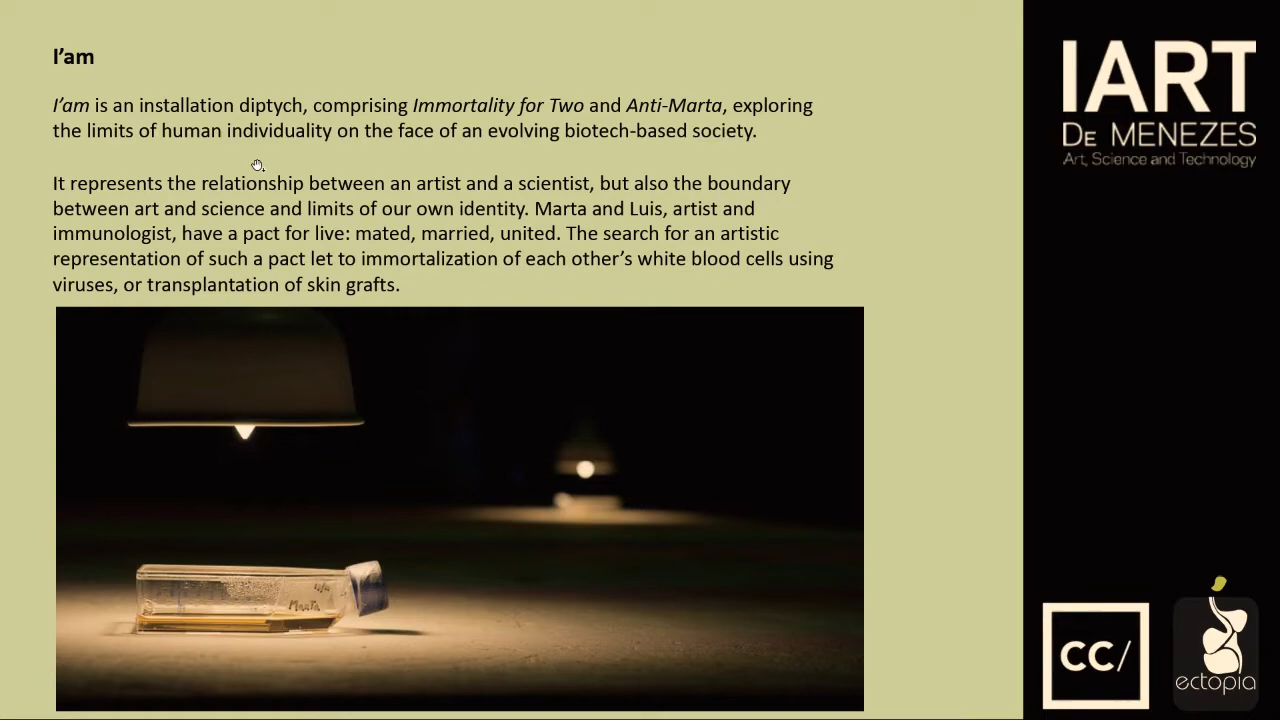 I'am
I'am is an installation diptych, comprising Immortality for Two and Anti-Marta, exploring
the limits of human individuality on the face of an evolving biotech-based society.
It represents the relationship between an artist and a scientist, but also the boundary
between art and science and limits of our own identity. Marta and Luis, artist and
immunologist, have a pact for live: mated, married, united. The search for an artistic
representation of such a pact let to immortalization of each other's white blood cells using
viruses, or transplantation of skin grafts.
MARTA
IART
DE MENEZES
Art, Science and Technology
CC/
ectopia